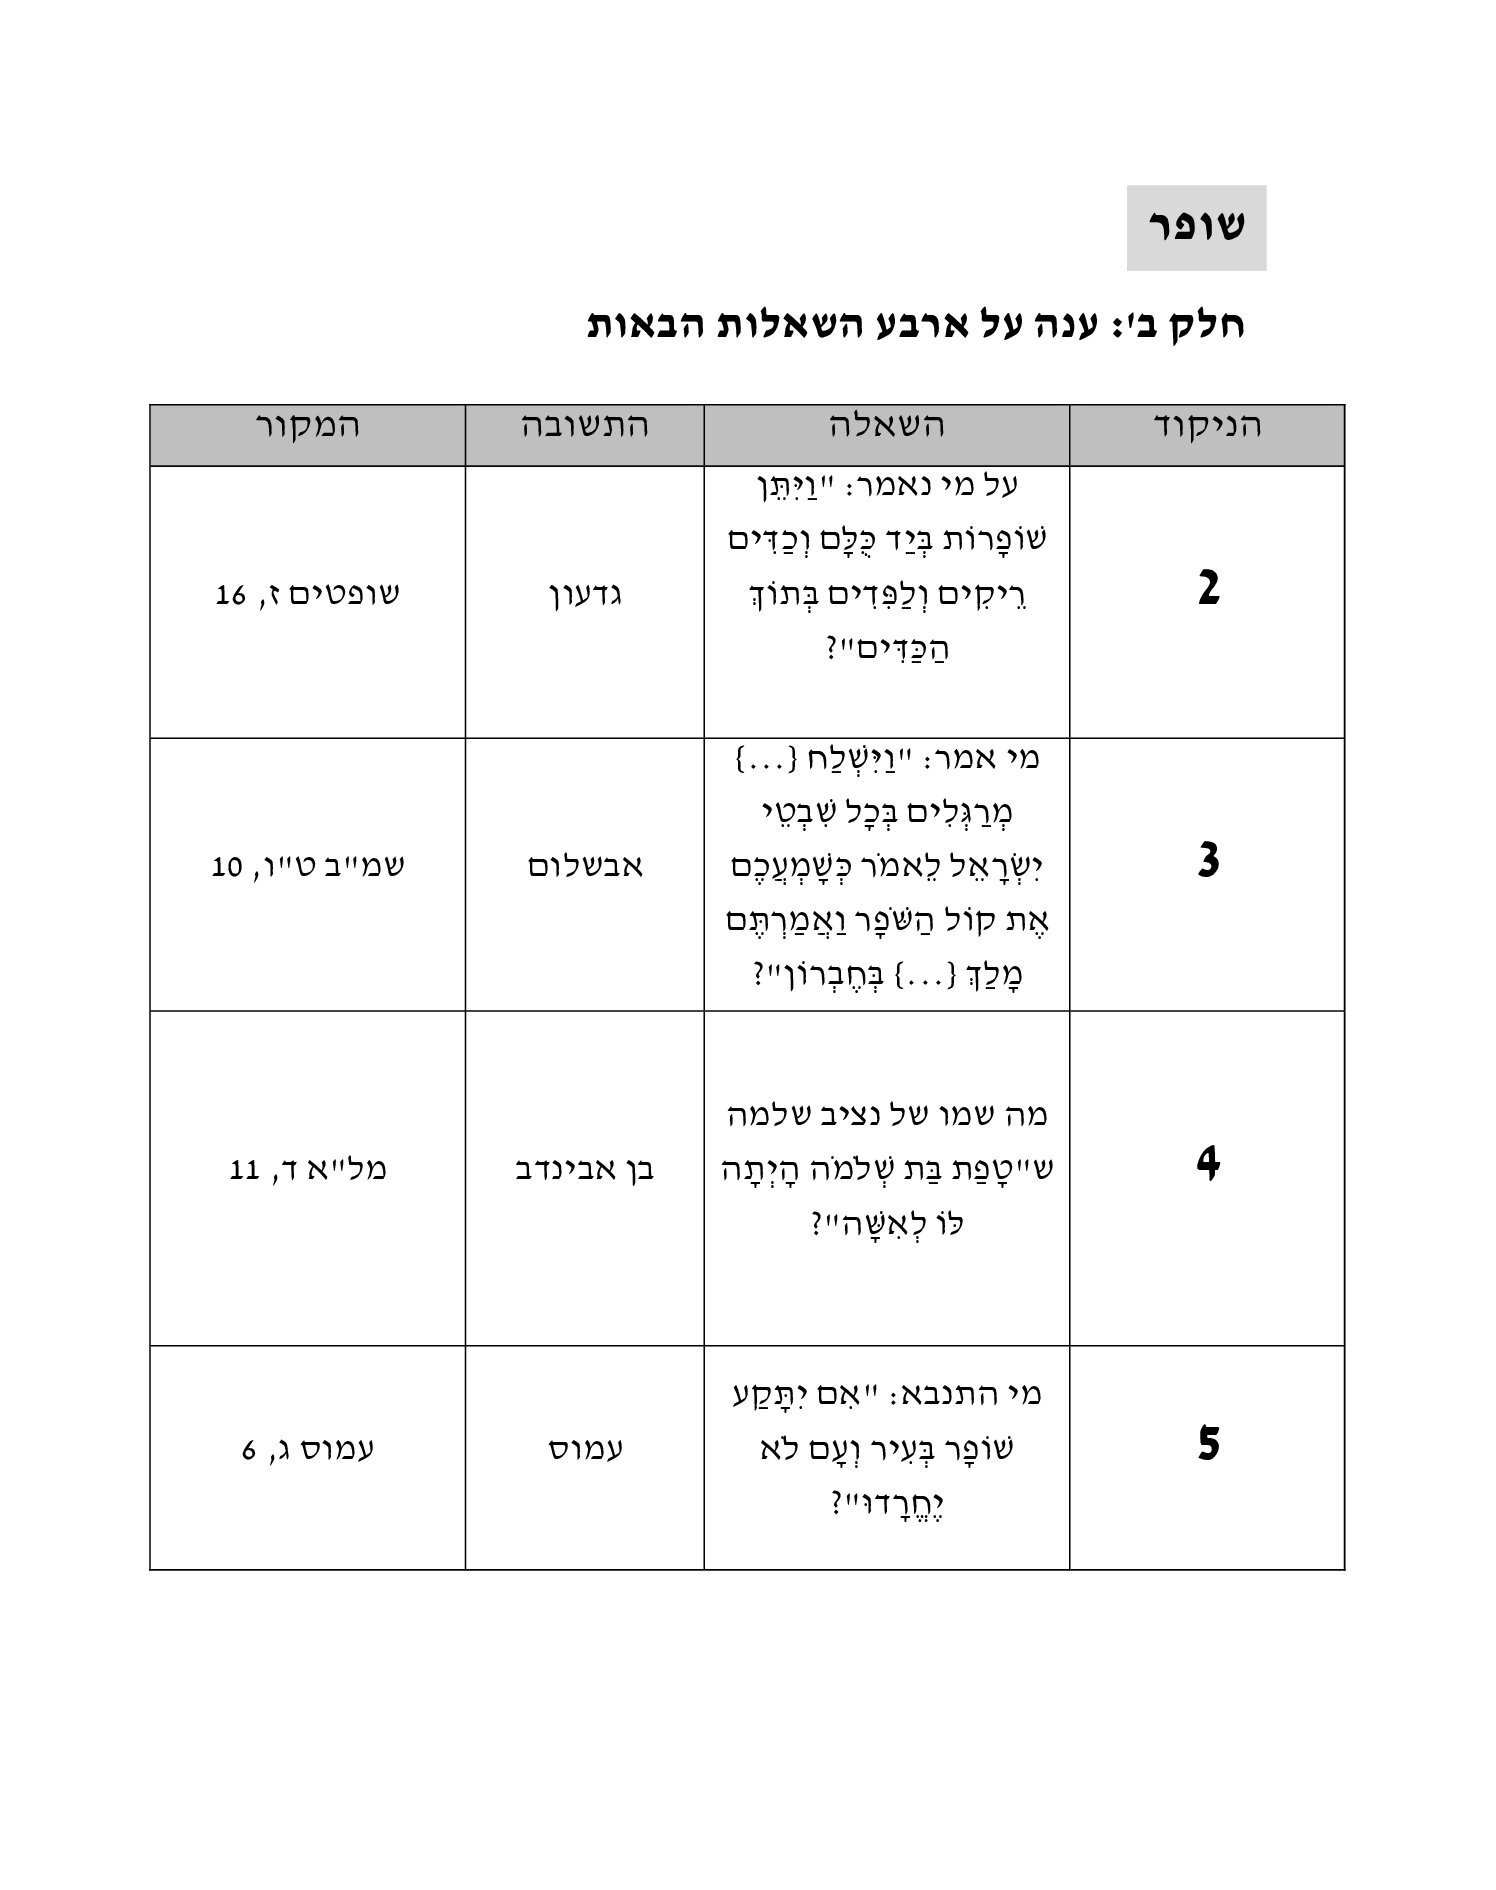 שופר
חלק ב': ענה על ארבע השאלות הבאות
הניקוד השאלה התשובה המקור
על מי נאמר: "וַיִּתֵּן
שׁוֹפָרוֹת בְּיַד כֻּלָּם וְכַדִּים
2 רֵיקִים וְלַפִּדִים בְּתוֹךְ גדעון שופטים ז, 16
הַכַּדִּים"?
מי אמר: "וַיִּשְׁלַח {...}
מְרַגְּלִים בְּכָל שִׁבְטֵי
3 יִשְׂרָאֵל לֵאמֹר כְּשָׁמְעֲכֶם אבשלום שמ"ב ט"ו, 10
אֶת קוֹל הַשֹּׁפָר וַאֲמַרְתֶּם
מָלַךְ {...} בְּחֶבְרוֹן"?
מה שמו של נציב שלמה
4 ש"טָפַת בַּת שְׁלֹמֹה הָיְתָה בן אבינדב מל"א ד, 11
לּוֹ לְאִשָּׁה"?
מי התנבא: "אִם יִתָּקַע
5 שׁוֹפָר בְּעִיר וְעָם לֹא עמוס עמוס ג, 6
יֶחֱרָדוּ"?